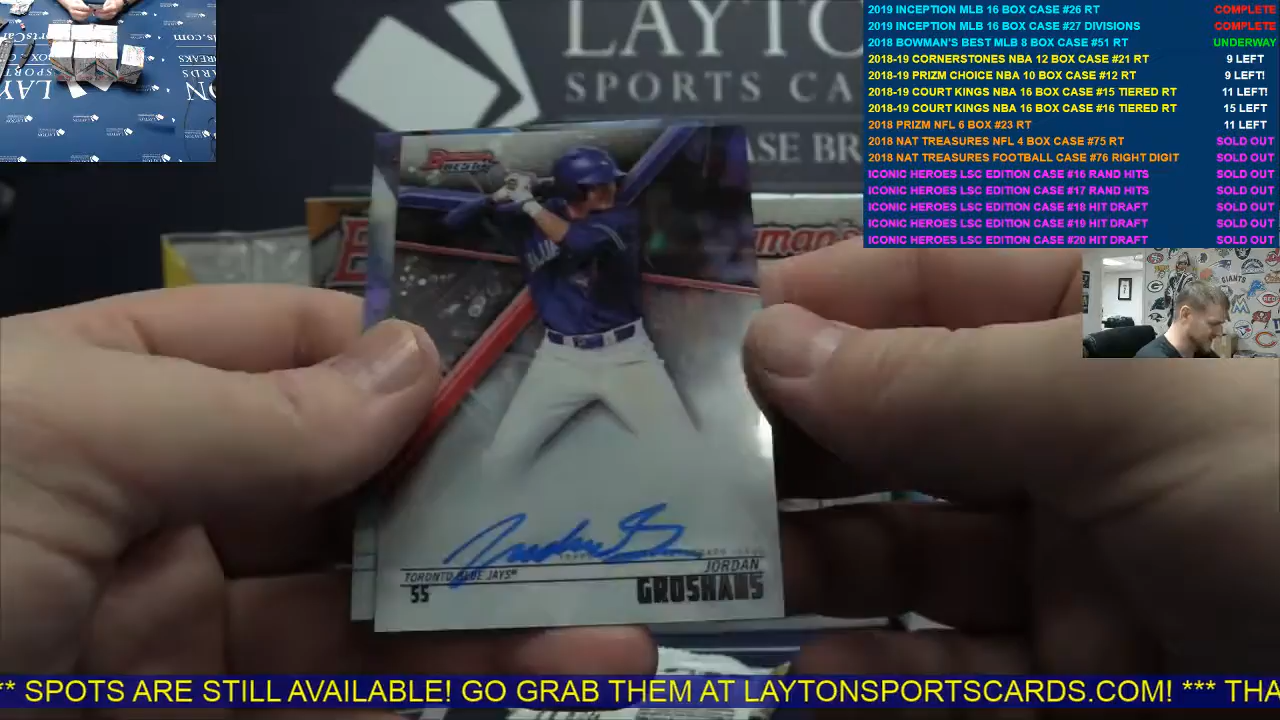 2019 INCEPTION MLB 16 BOX CASE #26 RT COMPLETE
2019 INCEPTION MLB 16 BOX CASE #27 DIVISIONS COMPLETE
2018 BOWMAN'S BEST MLB 8 BOX CASE #51 RT UNDERWAY
2018-19 CORNERSTONES NBA 12 BOX CASE #21 RT 9 LEFT
2018-19 PRIZM CHOICE NBA 10 BOX CASE #12 RT 9 LEFT!
2018-19 COURT KINGS NBA 16 BOX CASE #15 TIERED RT 11 LEFT!
2018-19 COURT KINGS NBA 16 BOX CASE #16 TIERED RT 15 LEFT
2018 PRIZM NFL 6 BOX #23 RT 11 LEFT
2018 NAT TREASURES NFL 4 BOX CASE #75 RT SOLD OUT
2018 NAT TREASURES FOOTBALL CASE #76 RIGHT DIGIT SOLD OUT
ICONIC HEROES LSC EDITION CASE #16 RAND HITS SOLD OUT
ICONIC HEROES LSC EDITION CASE #17 RAND HITS SOLD OUT
ICONIC HEROES LSC EDITION CASE #18 HIT DRAFT SOLD OUT
ICONIC HEROES LSC EDITION CASE #19 HIT DRAFT SOLD OUT
ICONIC HEROES LSC EDITION CASE #20 HIT DRAFT SOLD OUT
LAYTON
SPORTS CA
ASE BR
GIANTS
TORONTO BLUE JAYS
55
JORDAN
GROSHANS
** SPOTS ARE STILL AVAILABLE! GO GRAB THEM AT LAYTONSPORTSCARDS.COM! *** THA